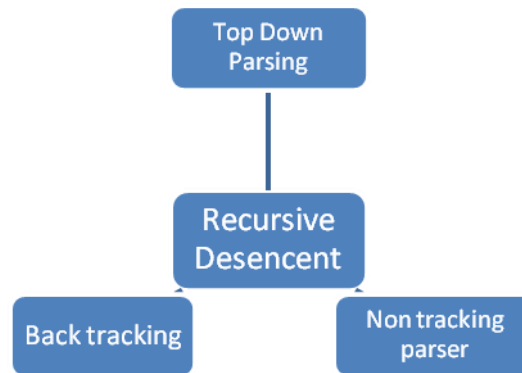 Top Down
Parsing
Recursive
Desencent
Back tracking
Non tracking
parser